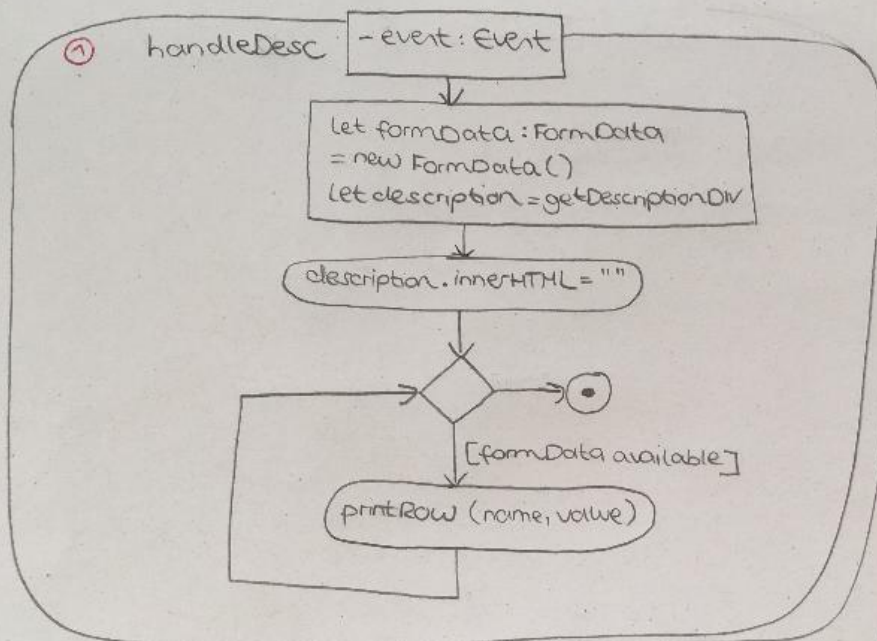 ① handleDesc - event: Event
let formData: FormData
= new FormData()
let description = getDescriptionDiv
description.innerHTML = ""
[formData available]
printRow (name, value)